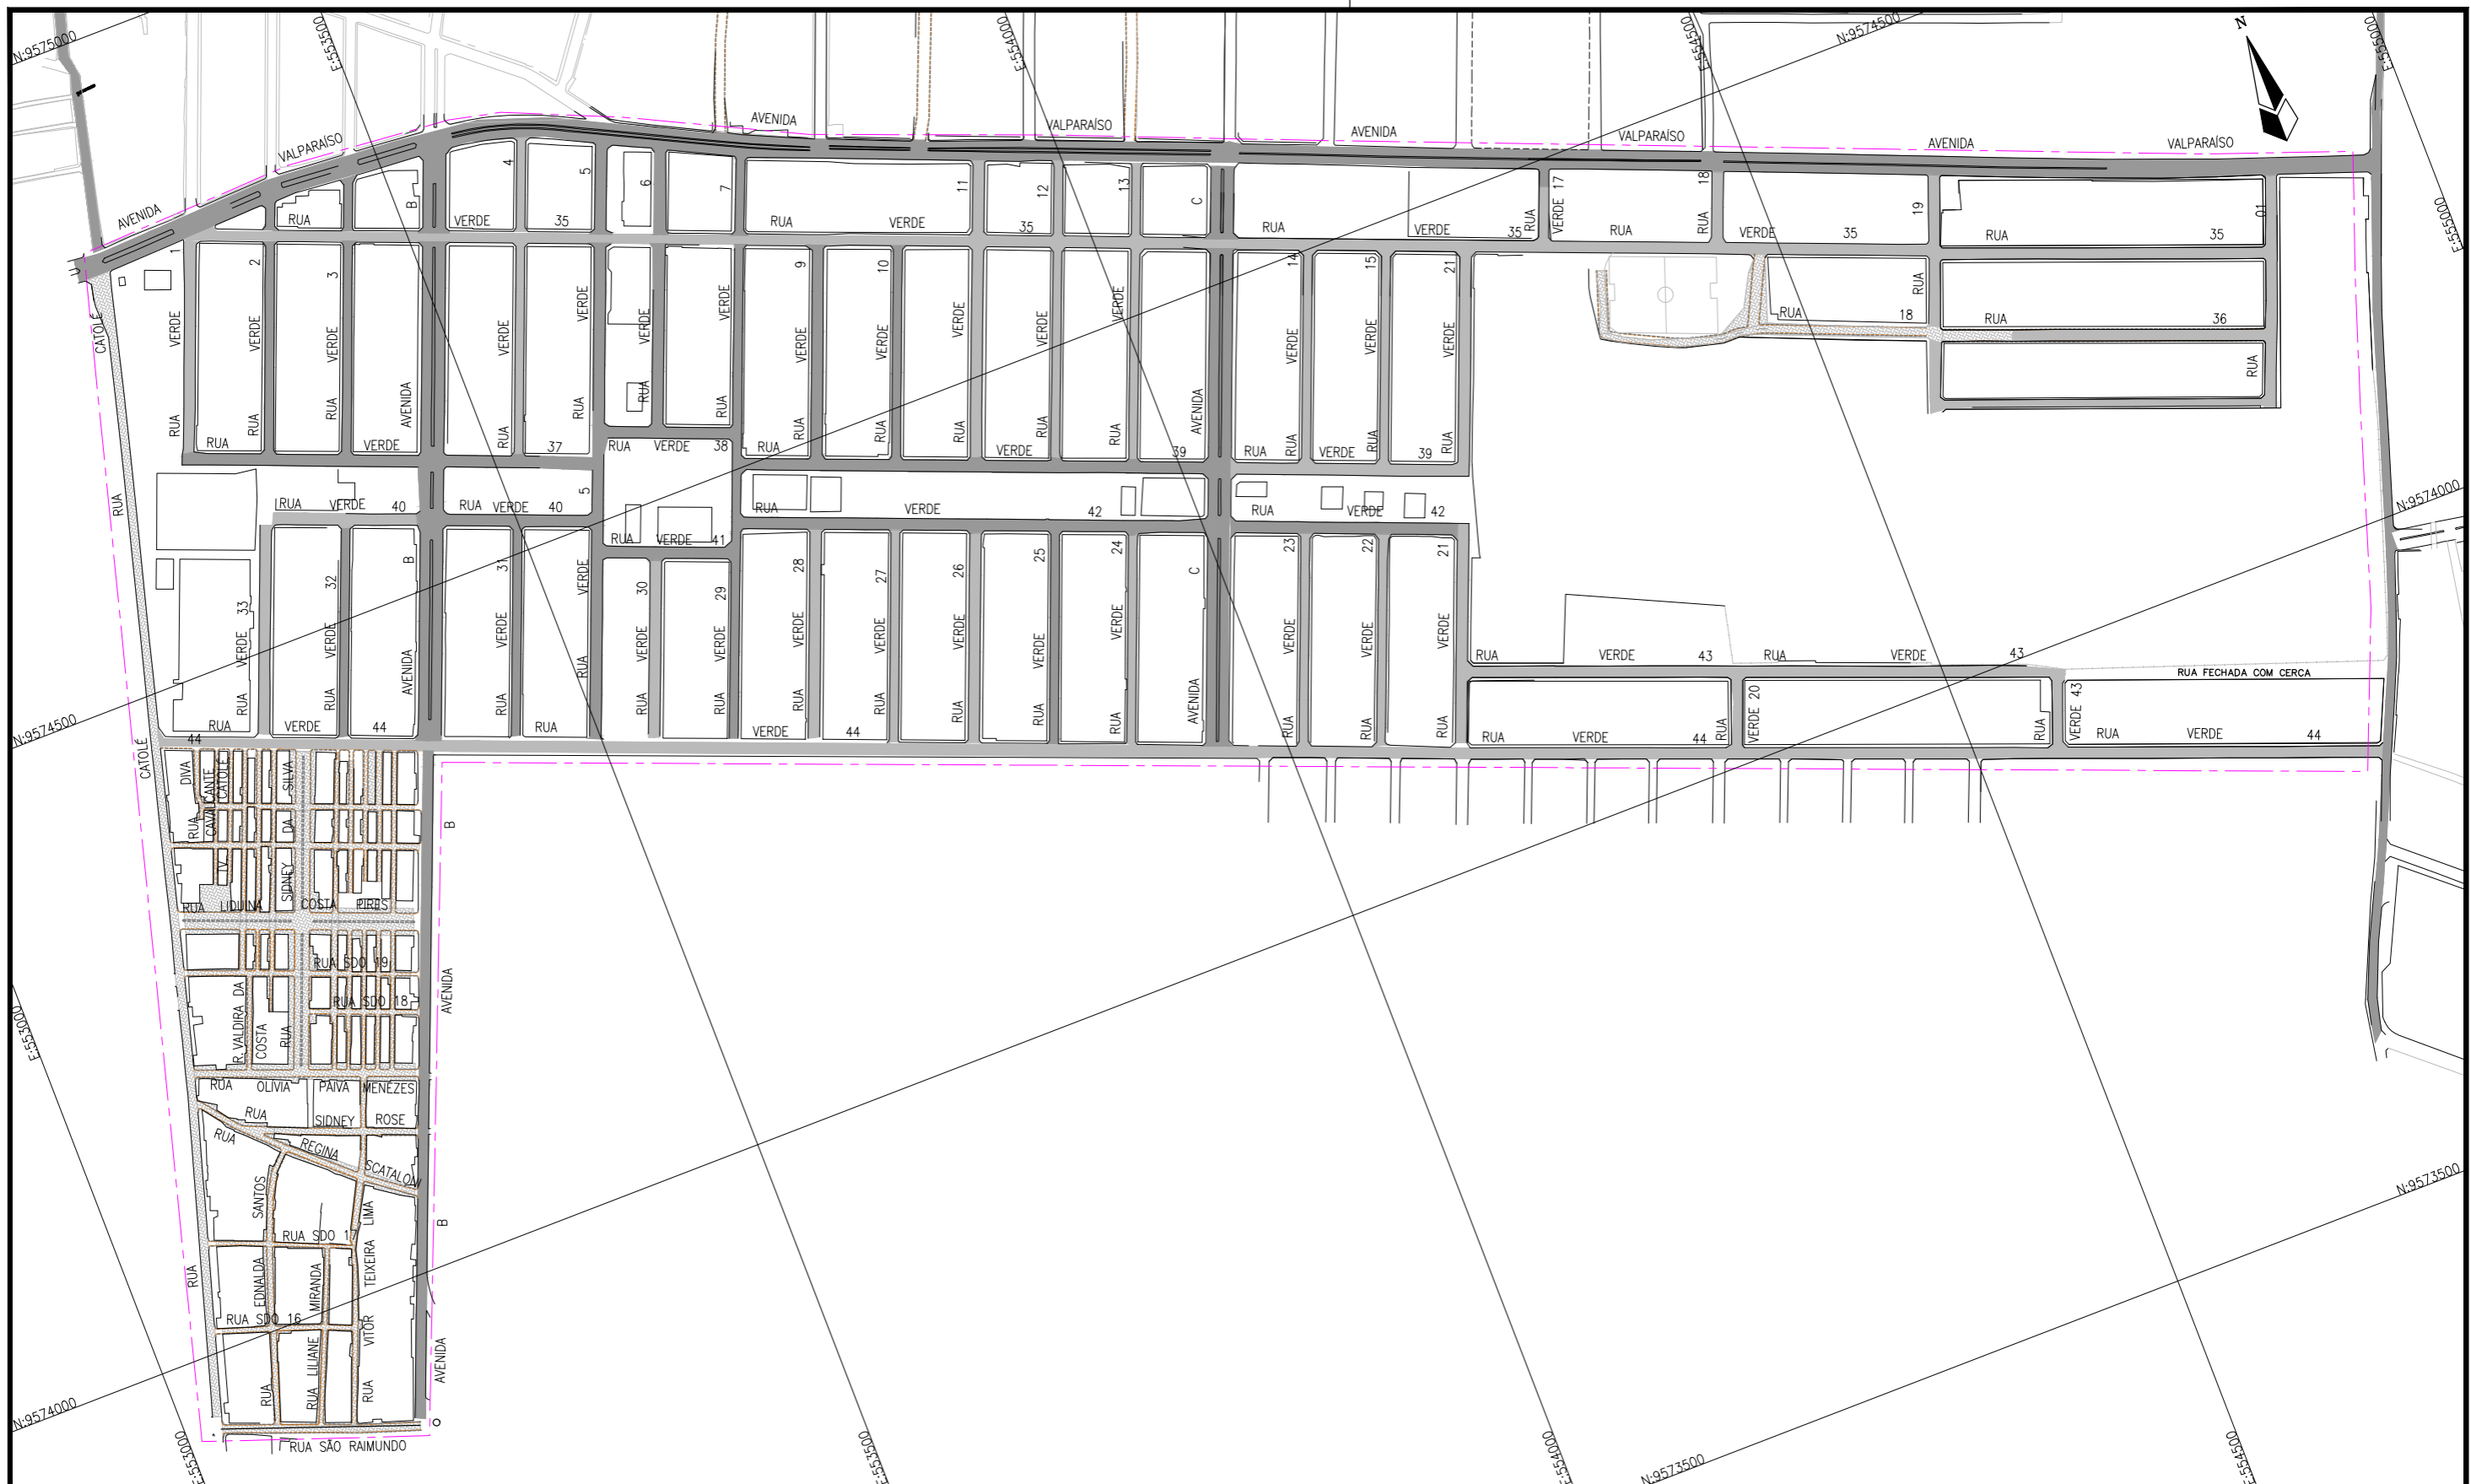 N:9575000
E:553500
E:554000
E:554500
N:9574500
E:555000
N
AVENIDA
VALPARAÍSO
AVENIDA
VALPARAÍSO
AVENIDA
VALPARAÍSO
AVENIDA
VALPARAÍSO
E:555000
RUA
B
VERDE
4
35
5
6
7
RUA
VERDE
11
12
35
13
C
RUA
VERDE
35
RUA
VERDE 17
RUA
RUA
18
VERDE
35
19
RUA
01
35
CATOLÉ
RUA
VERDE
1
RUA
VERDE
2
RUA
VERDE
3
AVENIDA
RUA
VERDE
RUA
VERDE
RUA
VERDE
RUA
VERDE
RUA
VERDE
9
RUA
VERDE
10
RUA
VERDE
RUA
VERDE
RUA
VERDE
AVENIDA
RUA
VERDE
14
RUA
VERDE
15
RUA
VERDE
21
RUA
18
RUA
RUA
36
RUA
RUA
VERDE
37
RUA
VERDE
38
RUA
VERDE
39
RUA
VERDE
39
RUA
RUA
VERDE
40
RUA
VERDE
40
5
RUA
VERDE
42
RUA
VERDE
42
N:9574000
RUA
VERDE
41
RUA
VERDE
33
RUA
VERDE
32
AVENIDA
B
RUA
VERDE
31
RUA
VERDE
RUA
VERDE
30
RUA
VERDE
29
RUA
VERDE
28
RUA
VERDE
27
RUA
VERDE
26
RUA
VERDE
25
RUA
VERDE
24
AVENIDA
C
RUA
VERDE
23
RUA
VERDE
22
RUA
VERDE
21
RUA
VERDE
43
RUA
VERDE
43
RUA FECHADA COM CERCA
N:9574500
RUA
VERDE
44
RUA
VERDE
44
RUA
VERDE
44
RUA
VERDE 20
RUA
VERDE 43
RUA
VERDE
44
44
CATOLÉ
RUA
DIVA
CAVALCANTE
TV.
CATOLÉ
SIDNEY
DA
SILVA
B
RUA
LIDUINA
COSTA
PIRES
RUA SDO 19
RUA SDO 18
AVENIDA
R. VALDIRA DA
COSTA
RUA
E:553000
RUA
OLIVIA
PAIVA
MENEZES
RUA
SIDNEY
ROSE
RUA
REGINA
SCATALONI
RUA
EDNALDA
SANTOS
RUA SDO 17
RUA
VITOR
TEIXEIRA
LIMA
B
RUA
RUA LILIANE
MIRANDA
RUA SDO 16
AVENIDA
N:9573500
N:9574000
RUA SÃO RAIMUNDO
E:553000
E:553500
E:554000
N:9573500
E:554500